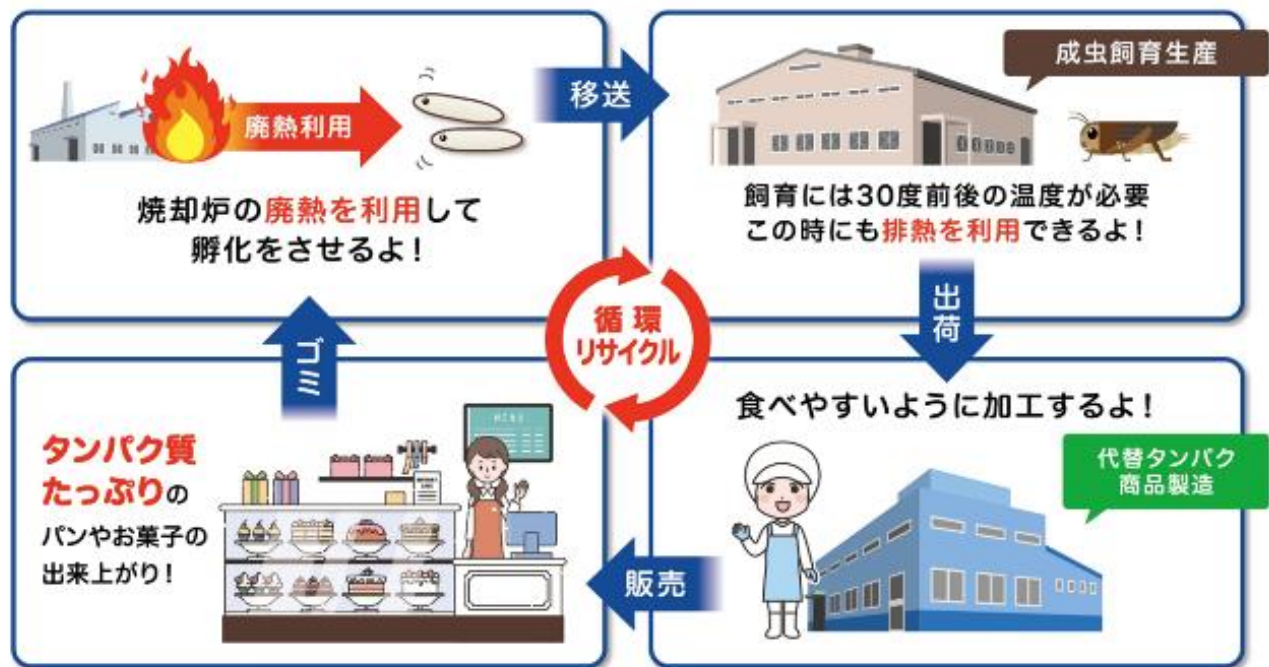 廃熱利用
焼却炉の廃熱を利用して
孵化をさせるよ！
移送
成虫飼育生産
飼育には30度前後の温度が必要
この時にも排熱を利用できるよ！
出荷
循環
リサイクル
食べやすいように加工するよ！
代替タンパク
商品製造
販売
タンパク質
たっぷりの
パンやお菓子の
出来上がり！
MENU
ゴミ